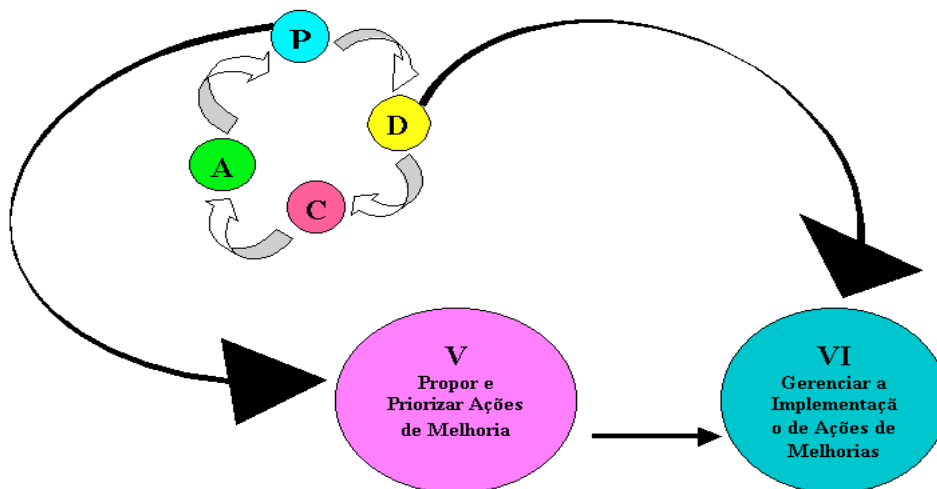 P
D
A
C
V
Propor e
Priorizar Ações
de Melhoria
VI
Gerenciar a
Implementaçã
o de Ações de
Melhorias